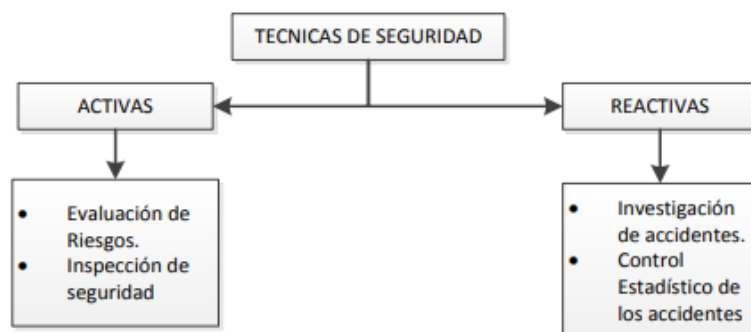 TECNICAS DE SEGURIDAD
ACTIVAS
REACTIVAS
• Evaluación de
Riesgos.
• Inspección de
seguridad
• Investigación
de accidentes.
• Control
Estadístico de
los accidentes